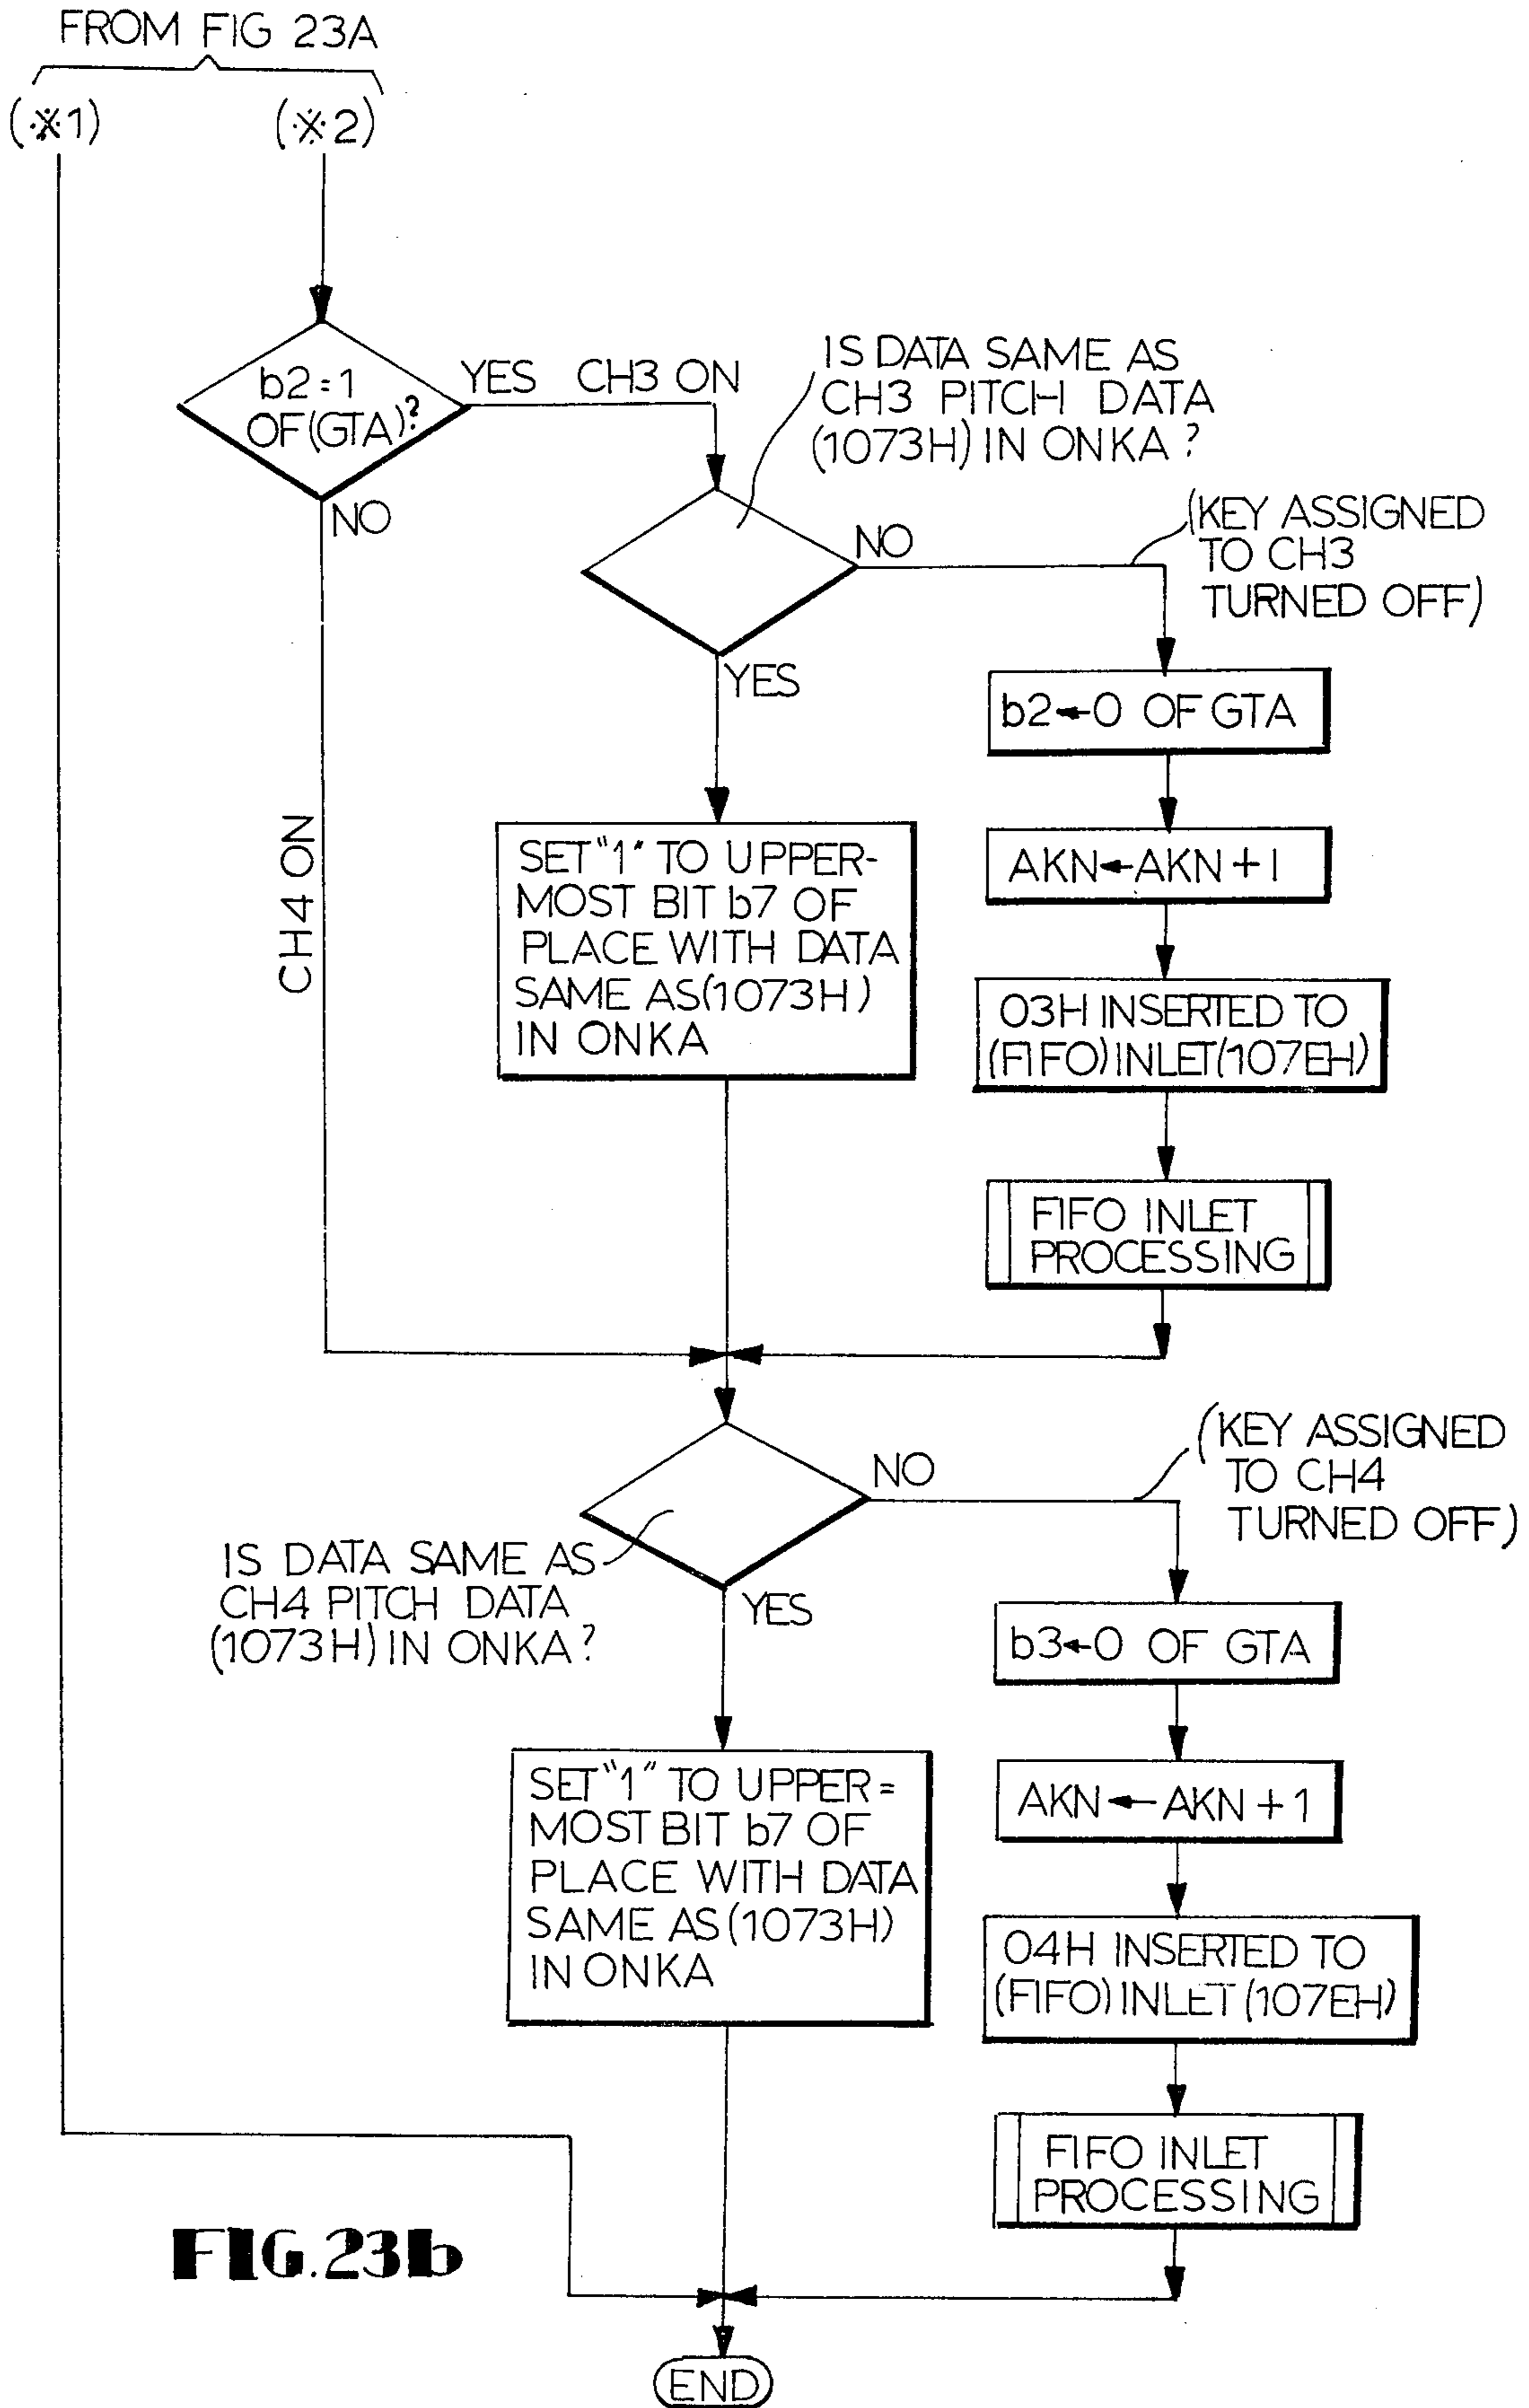 FROM FIG 23A
(※1)
(※2)
b2=1
OF (GTA)?
YES CH3 ON
NO
IS DATA SAME AS
CH3 PITCH DATA
(1073H) IN ONKA?
NO
(KEY ASSIGNED
TO CH3
TURNED OFF)
YES
b2←0 OF GTA
CH4 ON
SET "1" TO UPPER-
MOST BIT b7 OF
PLACE WITH DATA
SAME AS (1073H)
IN ONKA
AKN←AKN+1
03H INSERTED TO
(FIFO) INLET (107EH)
FIFO INLET
PROCESSING
NO
(KEY ASSIGNED
TO CH4
TURNED OFF)
IS DATA SAME AS
CH4 PITCH DATA
(1073H) IN ONKA?
YES
b3←0 OF GTA
SET "1" TO UPPER=
MOST BIT b7 OF
PLACE WITH DATA
SAME AS (1073H)
IN ONKA
AKN←AKN+1
04H INSERTED TO
(FIFO) INLET (107EH)
FIFO INLET
PROCESSING
FIG.23b
END